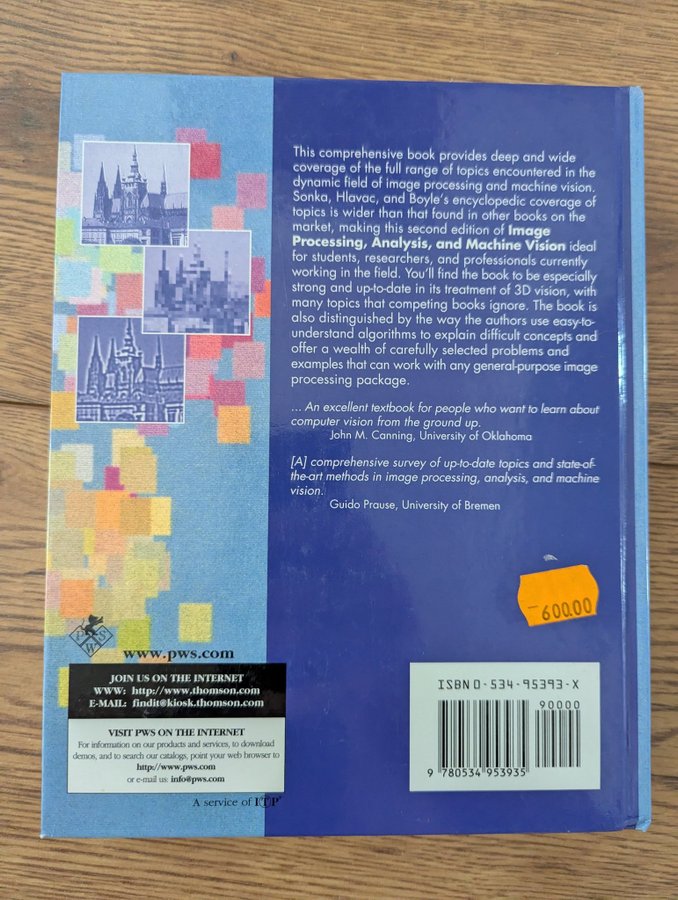 This comprehensive book provides deep and wide
coverage of the full range of topics encountered in the
dynamic field of image processing and machine vision.
Sonka, Hlavac, and Boyle's encyclopedic coverage of
topics is wider than that found in other books on the
market, making this second edition of Image
Processing, Analysis, and Machine Vision ideal
for students, researchers, and professionals currently
working in the field. You'll find the book to be especially
strong and up-to-date in its treatment of 3D vision, with
many topics that competing books ignore. The book is
also distinguished by the way the authors use easy-to-
understand algorithms to explain difficult concepts and
offer a wealth of carefully selected problems and
examples that can work with any general-purpose image
processing package.
... An excellent textbook for people who want to learn about
computer vision from the ground up.
John M. Canning, University of Oklahoma
[A] comprehensive survey of up-to-date topics and state-of-
the-art methods in image processing, analysis, and machine
vision.
Guido Prause, University of Bremen
-600.00
PWS
www.pws.com
JOIN US ON THE INTERNET
WWW: http://www.thomson.com
E-MAIL: findit@kiosk.thomson.com
VISIT PWS ON THE INTERNET
For information on our products and services, to download
demos, and to search our catalogs, point your web browser to
http://www.pws.com
or e-mail us: info@pws.com
A service of ITP®
ISBN 0-534-95393-X
90000
9 780534 953935